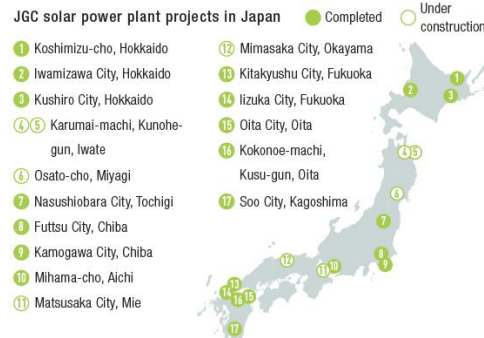 JGC solar power plant projects in Japan
Completed
Under
construction
1 Koshimizu-cho, Hokkaido
2 Iwamizawa City, Hokkaido
3 Kushiro City, Hokkaido
4 5 Karumai-machi, Kunohe-
gun, Iwate
6 Osato-cho, Miyagi
7 Nasushiobara City, Tochigi
8 Futtsu City, Chiba
9 Kamogawa City, Chiba
10 Mihama-cho, Aichi
11 Matsusaka City, Mie
12 Mimasaka City, Okayama
13 Kitakyushu City, Fukuoka
14 Iizuka City, Fukuoka
15 Oita City, Oita
16 Kokonoe-machi,
Kusu-gun, Oita
17 Soo City, Kagoshima
1
2
3
4 5
6
7
8
9
12
11 10
13
14 16 15
17